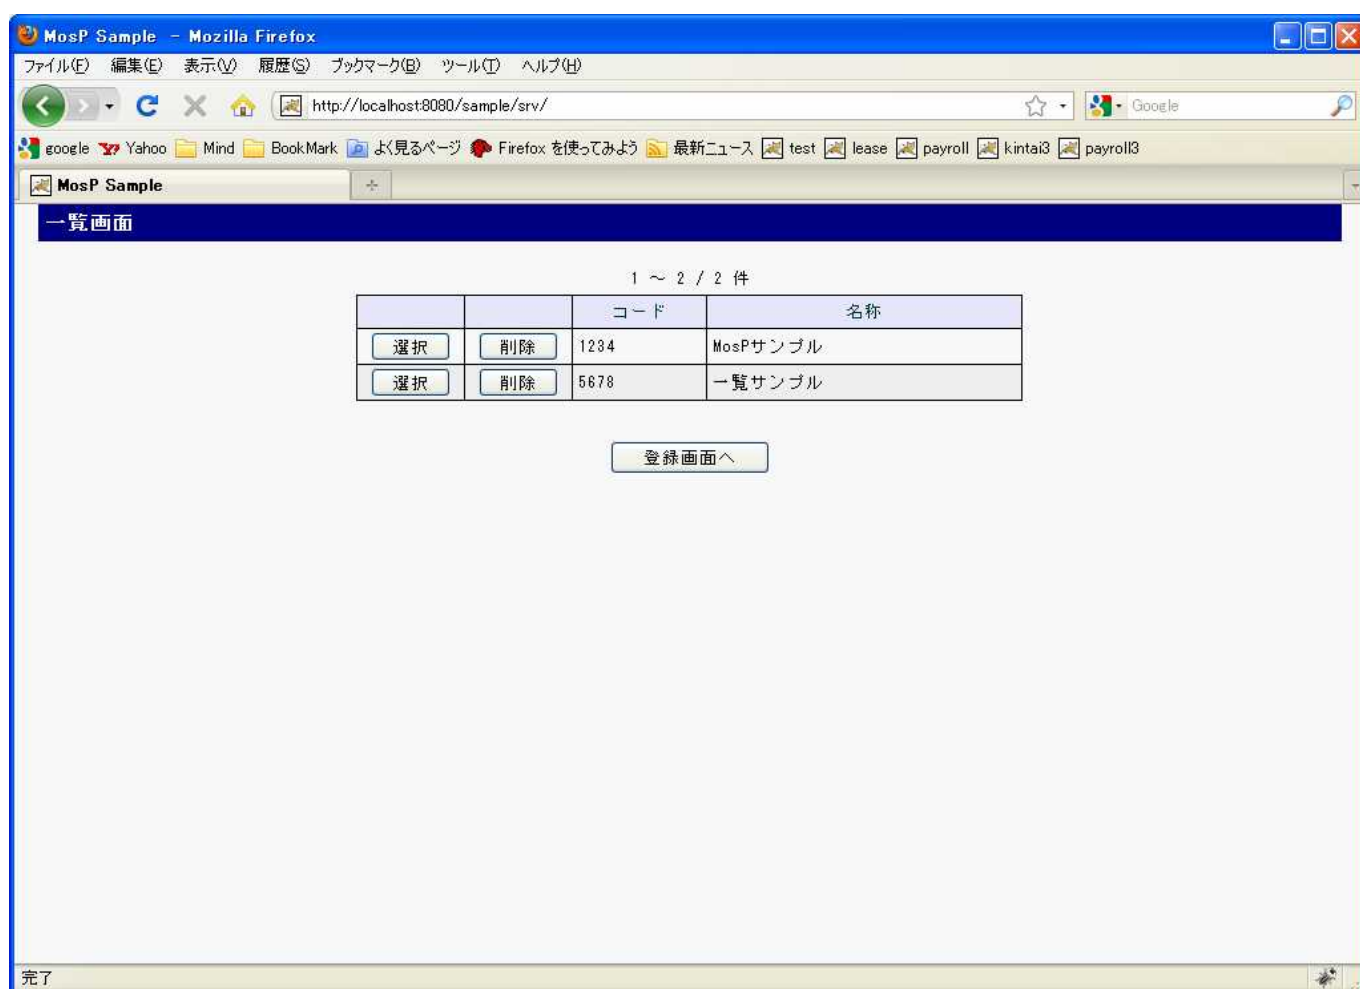 MosP Sample - Mozilla Firefox
ファイル(F) 編集(E) 表示(V) 履歴(S) ブックマーク(B) ツール(T) ヘルプ(H)
http://localhost:8080/sample/srv/ Google
google Yahoo Mind BookMark よく見るページ Firefox を使ってみよう 最新ニュース test lease payroll kintai3 payroll3
MosP Sample
一覧画面
1 ～ 2 / 2 件
コード 名称
選択 削除 1234 MosPサンプル
選択 削除 5678 一覧サンプル
登録画面へ
完了